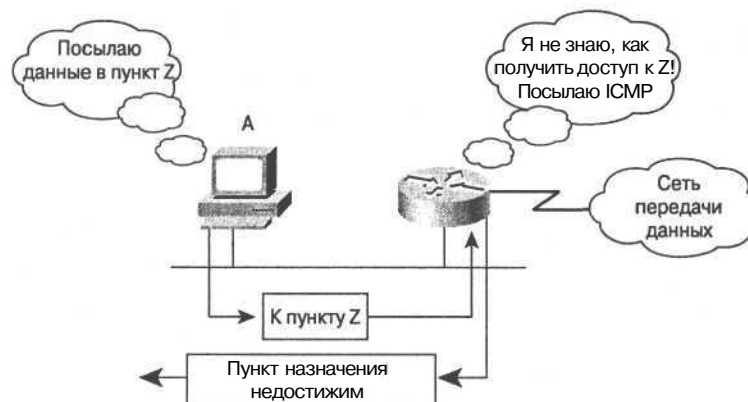 Посылаю
данные в пункт Z
Я не знаю, как
получить доступ к Z!
Посылаю ICMP
A
Сеть
передачи
данных
К пункту Z
Пункт назначения
недостижим